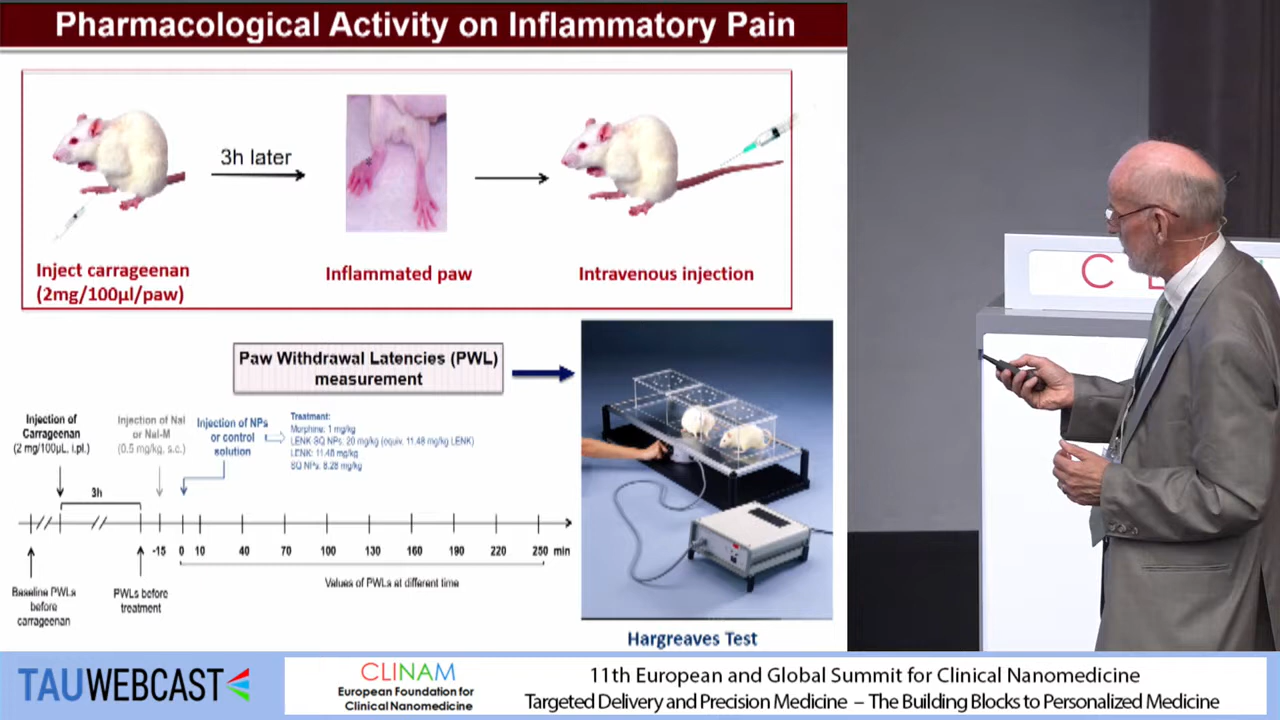 Pharmacological Activity on Inflammatory Pain
3h later
Inject carrageenan
(2mg/100µl/paw)
Inflammated paw
Intravenous injection
Paw Withdrawal Latencies (PWL)
measurement
Injection of
Carrageenan
(2 mg/100µL, i.pl.)
Injection of Nal
or Nal-M
(0.5 mg/kg, s.c.)
Injection of NPs
or control
solution
Treatment:
Morphine: 1 mg/kg
LENK-SQ NPs: 20 mg/kg (equiv. 11.48 mg/kg LENK)
LENK: 11.48 mg/kg
SQ NPs: 8.28 mg/kg
3h
-15 0 10 40 70 100 130 160 190 220 250 min
Values of PWLs at different time
Baseline PWLs
before
carrageenan
PWLs before
treatment
Hargreaves Test
C
TAUWEBCAST
CLINAM
European Foundation for
Clinical Nanomedicine
11th European and Global Summit for Clinical Nanomedicine
Targeted Delivery and Precision Medicine – The Building Blocks to Personalized Medicine